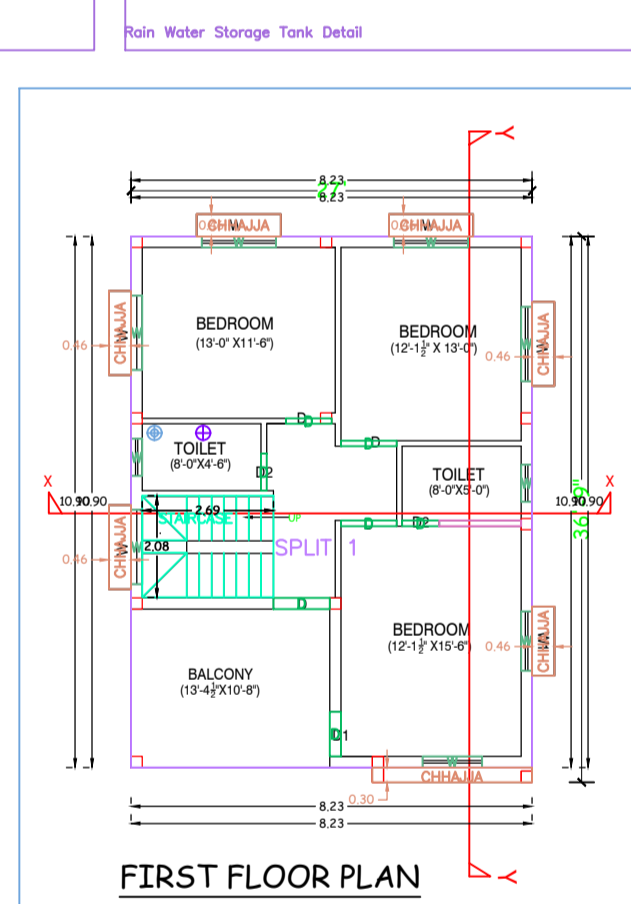 Rain Water Storage Tank Detail
Y
8.23
27'
8.23
CHHAJJA
CHHAJJA
W
W
CHHAJJA
W
0.46
BEDROOM
(13'-0" X11'-6")
BEDROOM
(12'-1½" X 13'-0")
0.46
CHHAJJA
W
D
D
TOILET
(8'-0"X4'-6")
W
D2
TOILET
(8'-0"X5'-0")
W
X
X
10.90
10.90
10.90
10.90
36'-9"
2.69
STAIRCASE
UP
D
D2
CHHAJJA
W
0.46
2.08
SPLIT 1
D
BEDROOM
(12'-1½" X15'-6")
0.46
CHHAJJA
W
BALCONY
(13'-4½"X10'-8")
D1
W
CHHAJJA
0.30
8.23
8.23
Y
FIRST FLOOR PLAN